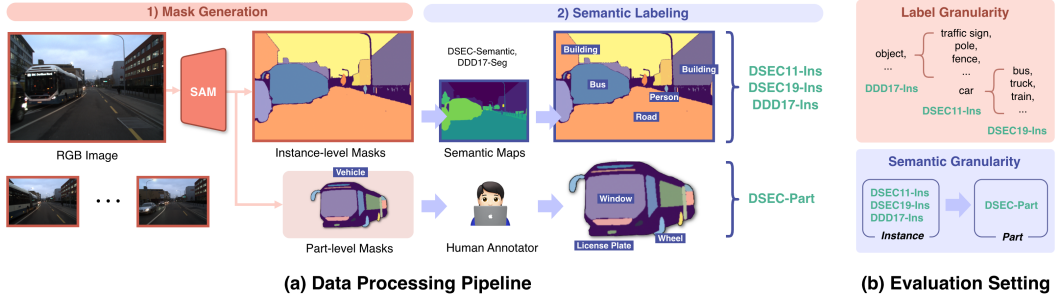 1) Mask Generation
2) Semantic Labeling
SAM
RGB Image
Instance-level Masks
DSEC-Semantic,
DDD17-Seg
Semantic Maps
Building
Building
Bus
Person
Road
DSEC11-Ins
DSEC19-Ins
DDD17-Ins
Vehicle
Part-level Masks
Human Annotator
Window
Wheel
License Plate
DSEC-Part
(a) Data Processing Pipeline
Label Granularity
object,
...
DDD17-Ins
traffic sign,
pole,
fence,
...
car
DSEC11-Ins
bus,
truck,
train,
...
DSEC19-Ins
Semantic Granularity
DSEC11-Ins
DSEC19-Ins
DDD17-Ins
Instance
DSEC-Part
Part
(b) Evaluation Setting